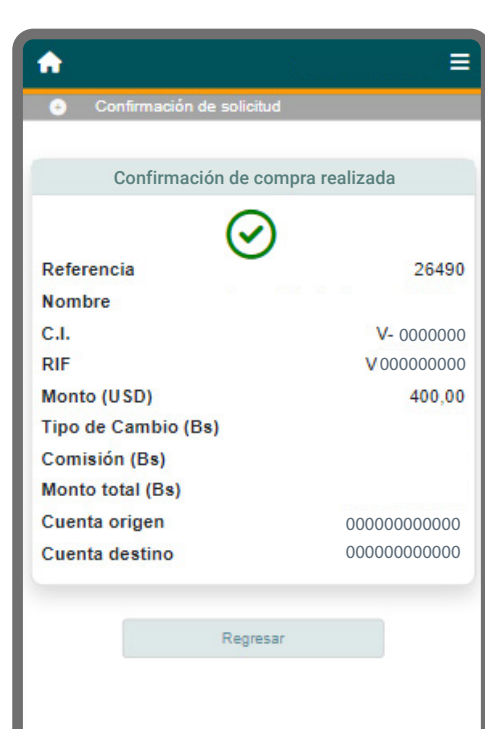 Confirmación de solicitud
Confirmación de compra realizada
Referencia 26490
Nombre
C.I. V- 0000000
RIF V000000000
Monto (USD) 400,00
Tipo de Cambio (Bs)
Comisión (Bs)
Monto total (Bs)
Cuenta origen 000000000000
Cuenta destino 000000000000
Regresar